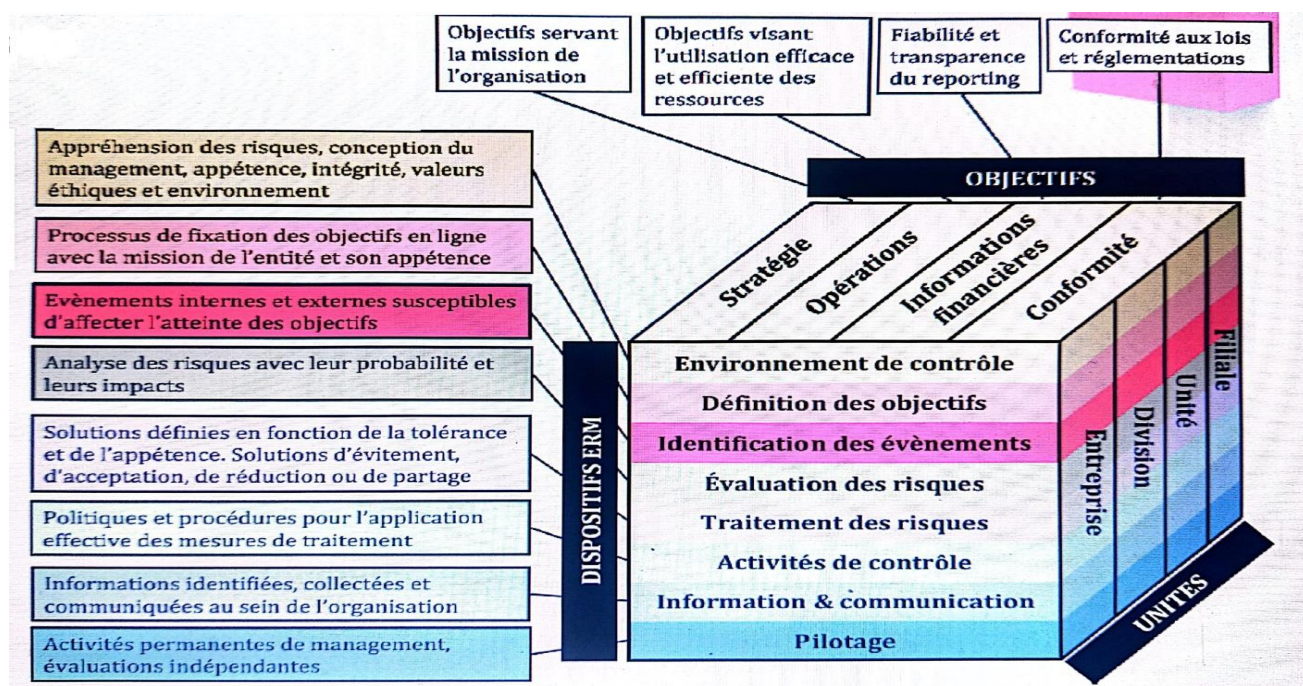 Objectifs servant
la mission de
l'organisation
Objectifs visant
l'utilisation efficace
et efficiente des
ressources
Fiabilité et
transparence
du reporting
Conformité aux lois
et réglementations
OBJECTIFS
Appréhension des risques, conception du
management, appétence, intégrité, valeurs
éthiques et environnement
Processus de fixation des objectifs en ligne
avec la mission de l'entité et son appétence
Evènements internes et externes susceptibles
d'affecter l'atteinte des objectifs
Analyse des risques avec leur probabilité et
leurs impacts
Solutions définies en fonction de la tolérance
et de l'appétence. Solutions d'évitement,
d'acceptation, de réduction ou de partage
Politiques et procédures pour l'application
effective des mesures de traitement
Informations identifiées, collectées et
communiquées au sein de l'organisation
Activités permanentes de management,
évaluations indépendantes
DISPOSITIFS ERM
Stratégie
Opérations
Informations
financières
Conformité
Environnement de contrôle
Définition des objectifs
Identification des évènements
Évaluation des risques
Traitement des risques
Activités de contrôle
Information & communication
Pilotage
Entreprise
Division
Unité
Filiale
UNITES